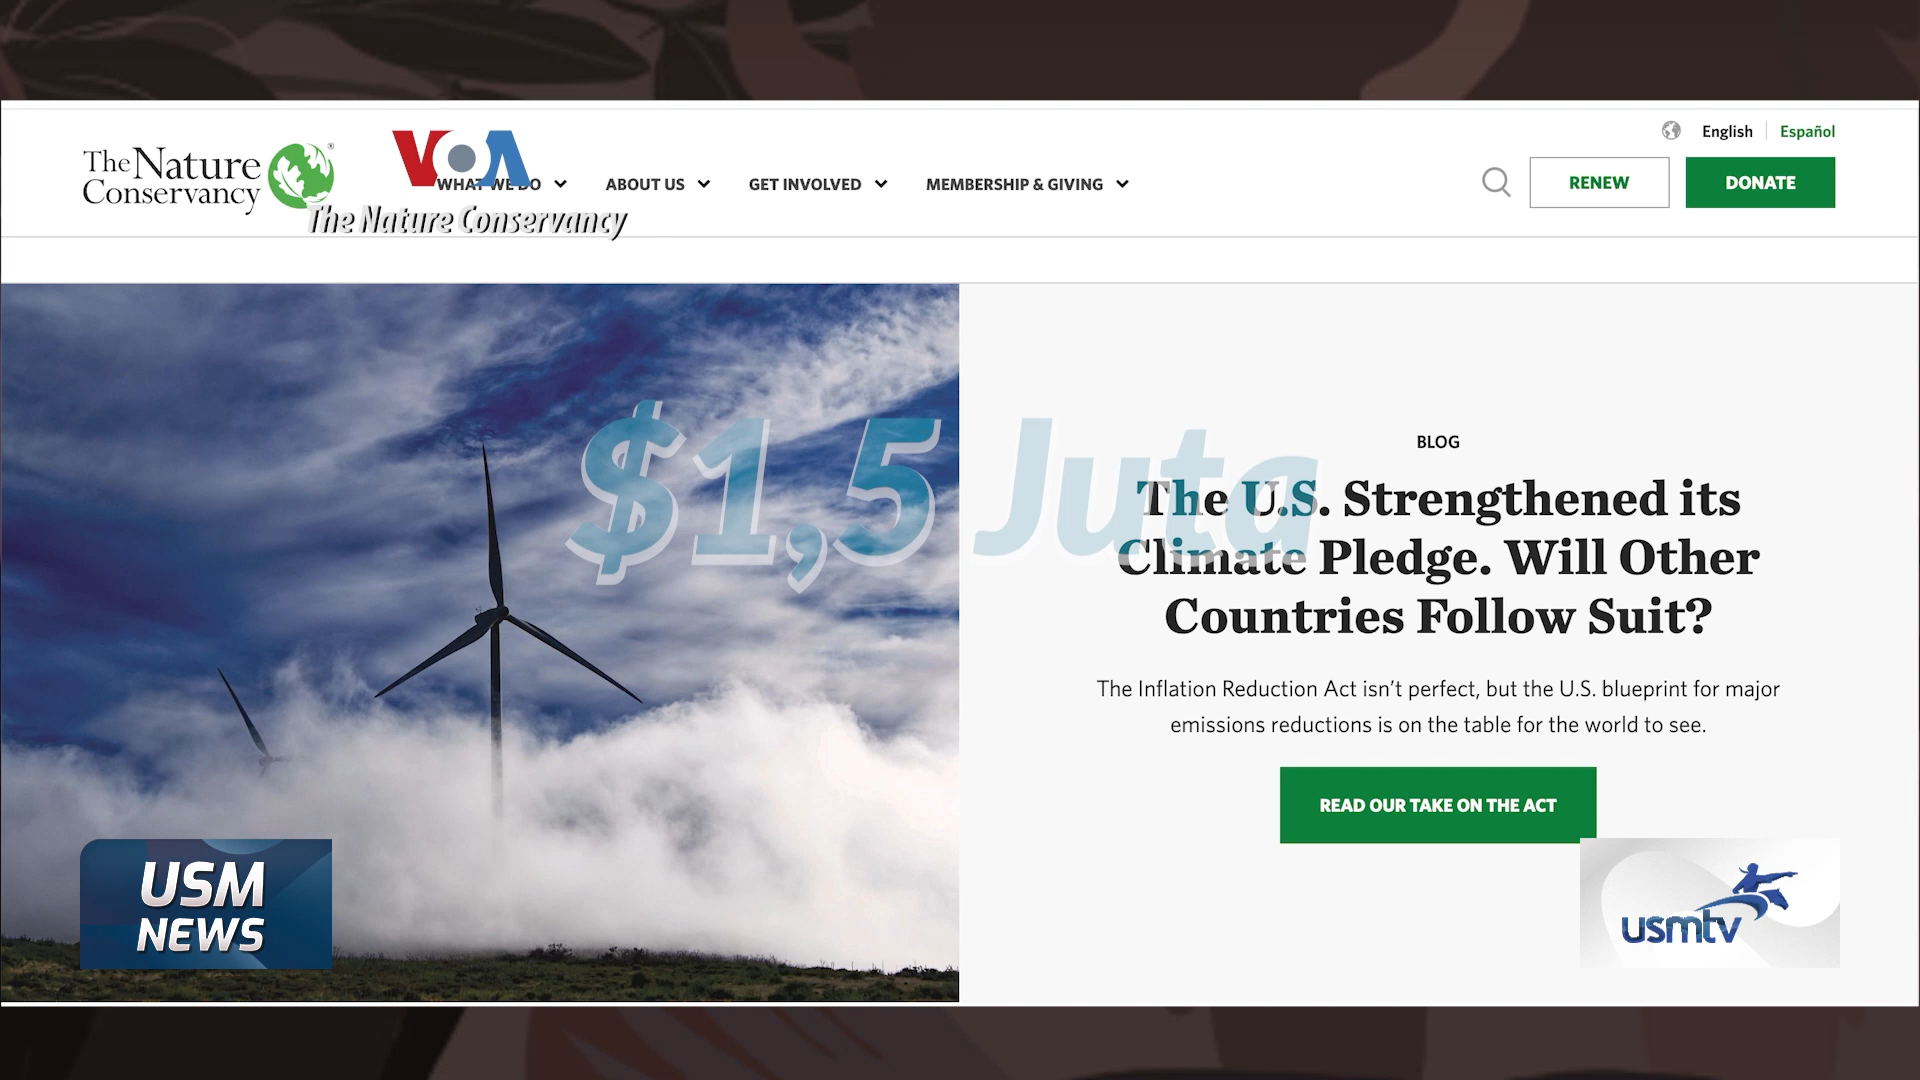 English
Español
The Nature
Conservancy
VOA
WHAT WE DO
ABOUT US
GET INVOLVED
MEMBERSHIP & GIVING
RENEW
DONATE
The Nature Conservancy
$1,5 Juta
BLOG
The U.S. Strengthened its
Climate Pledge. Will Other
Countries Follow Suit?
The Inflation Reduction Act isn't perfect, but the U.S. blueprint for major
emissions reductions is on the table for the world to see.
READ OUR TAKE ON THE ACT
USM
NEWS
usmtv